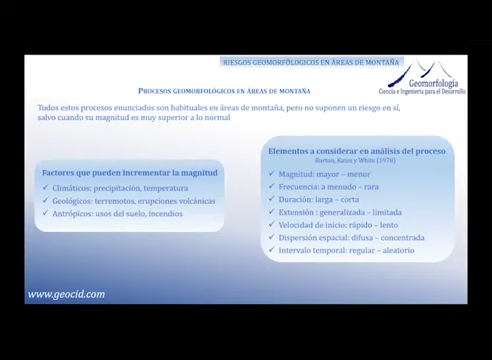 RIESGOS GEOMORFÓLOGICOS EN ÁREAS DE MONTAÑA
Geomorfología
Ciencia e Ingeniería para el Desarrollo
PROCESOS GEOMORFOLÓGICOS EN ÁREAS DE MONTAÑA
Todos estos procesos enunciados son habituales en áreas de montaña, pero no suponen un riesgo en sí,
salvo cuando su magnitud es muy superior a lo normal
Factores que pueden incrementar la magnitud
✓ Climáticos: precipitación, temperatura
✓ Geológicos: terremotos, erupciones volcánicas
✓ Antrópicos: usos del suelo, incendios
Elementos a considerar en análisis del proceso
Burton, Kates y White (1978)
✓ Magnitud: mayor – menor
✓ Frecuencia: a menudo – rara
✓ Duración: larga – corta
✓ Extensión : generalizada – limitada
✓ Velocidad de inicio: rápido – lento
✓ Dispersión espacial: difusa – concentrada
✓ Intervalo temporal: regular – aleatorio
www.geocid.com